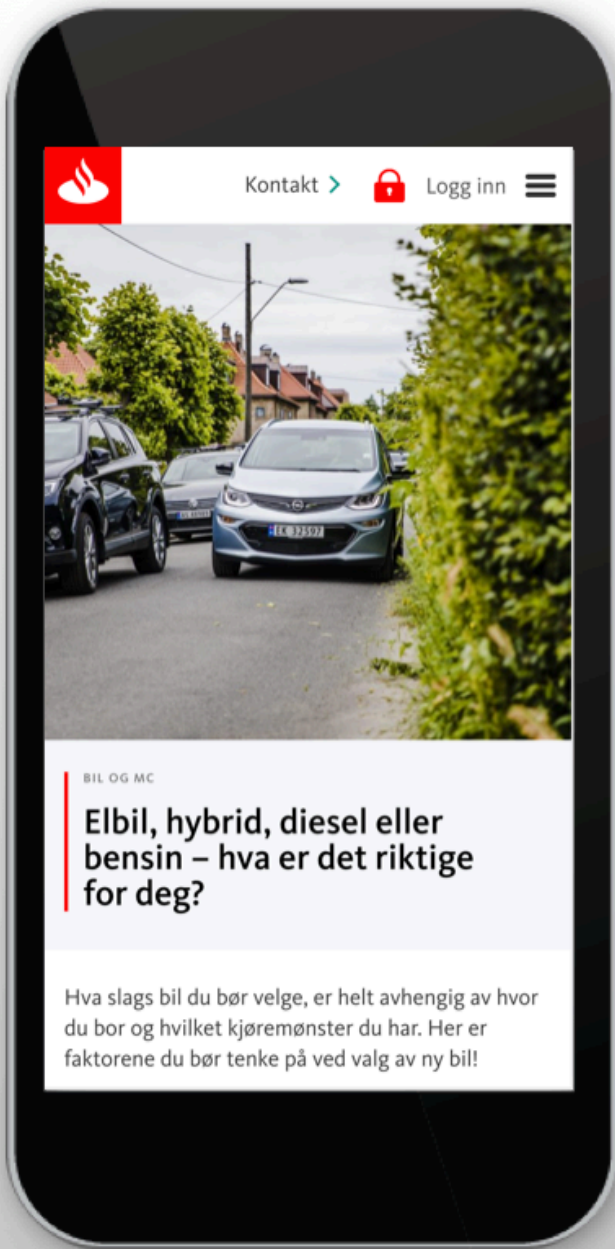 Kontakt
Logg inn
EK 32597
BIL OG MC
Elbil, hybrid, diesel eller
bensin – hva er det riktige
for deg?
Hva slags bil du bør velge, er helt avhengig av hvor
du bor og hvilket kjøremønster du har. Her er
faktorene du bør tenke på ved valg av ny bil!